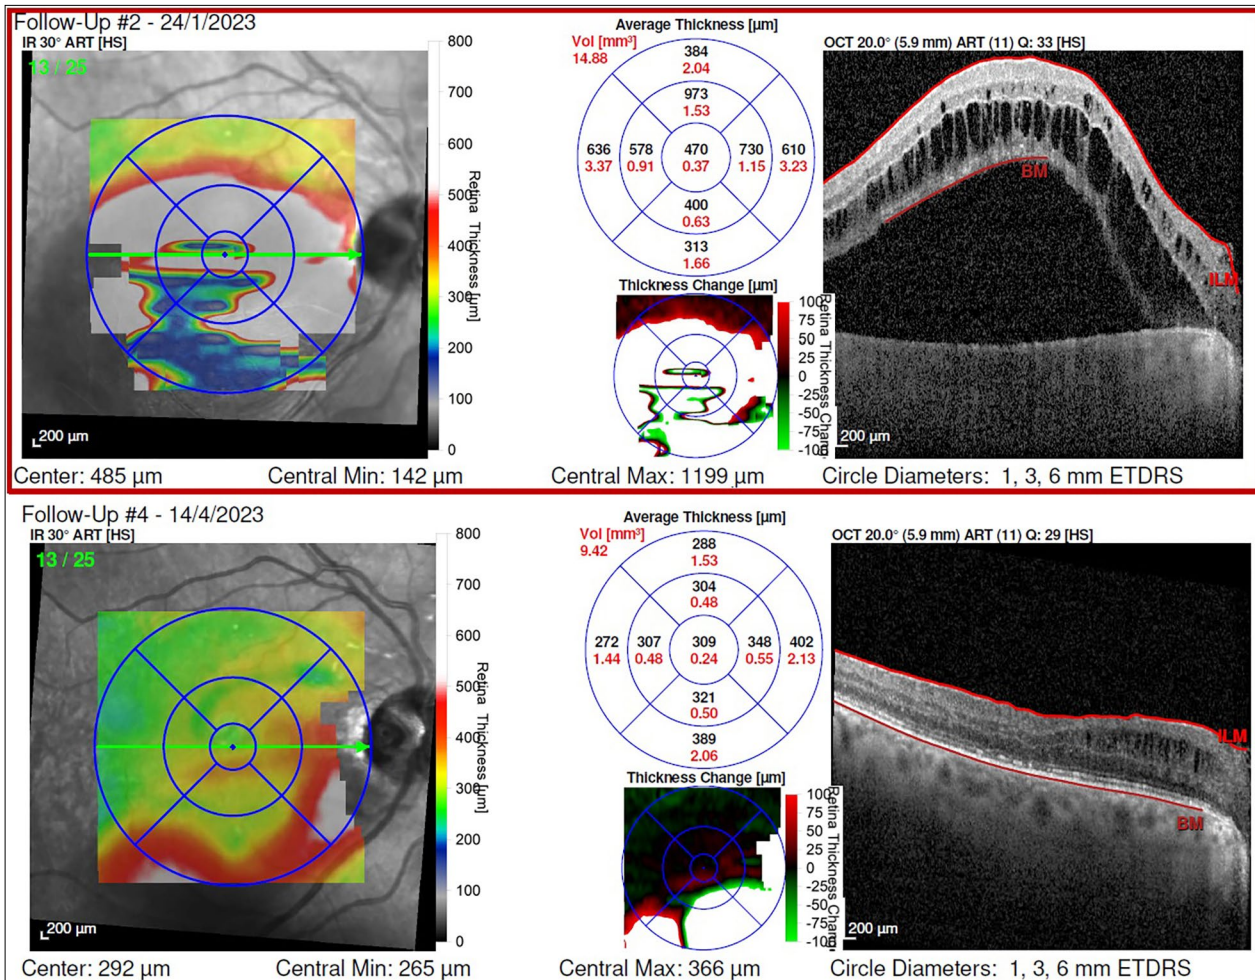 Follow-Up #2 - 24/1/2023
IR 30° ART [HS]
13 / 25
800
700
600
500
400
300
200
100
0
Retina Thickness [µm]
200 µm
Average Thickness [µm]
Vol [mm³]
14.88
384
2.04
973
1.53
636 578 470 730 610
3.37 0.91 0.37 1.15 3.23
400
0.63
313
1.66
Thickness Change [µm]
100
75
50
25
0
-25
-50
-75
-100
Retina Thickness Chang
OCT 20.0° (5.9 mm) ART (11) Q: 33 [HS]
BM
ILM
200 µm
Center: 485 µm Central Min: 142 µm Central Max: 1199 µm Circle Diameters: 1, 3, 6 mm ETDRS
Follow-Up #4 - 14/4/2023
IR 30° ART [HS]
13 / 25
800
700
600
500
400
300
200
100
0
Retina Thickness [µm]
200 µm
Average Thickness [µm]
Vol [mm³]
9.42
288
1.53
304
0.48
272 307 309 348 402
1.44 0.48 0.24 0.55 2.13
321
0.50
389
2.06
Thickness Change [µm]
100
75
50
25
0
-25
-50
-75
-100
Retina Thickness Chang
OCT 20.0° (5.9 mm) ART (11) Q: 29 [HS]
ILM
BM
200 µm
Center: 292 µm Central Min: 265 µm Central Max: 366 µm Circle Diameters: 1, 3, 6 mm ETDRS